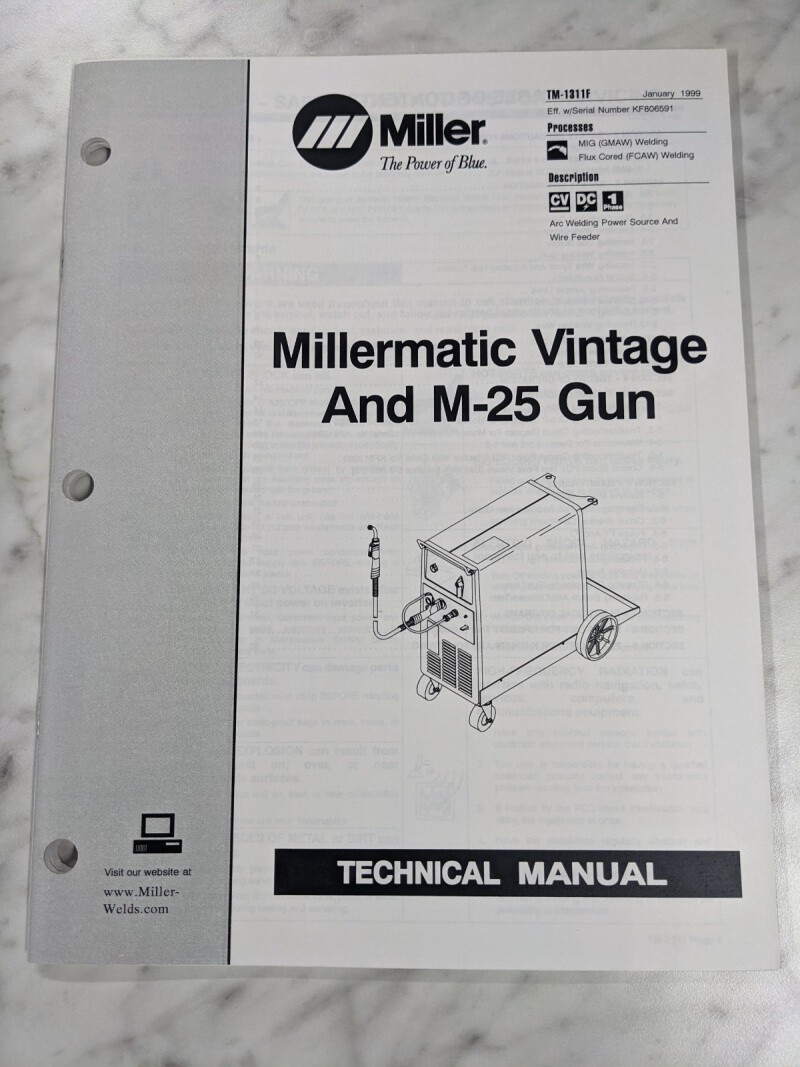 Miller®
The Power of Blue.
TM-1311F January 1999
Eff. w/Serial Number KF806591
Processes
MIG (GMAW) Welding
Flux Cored (FCAW) Welding
Description
CV DC 1 Phase
Arc Welding Power Source And
Wire Feeder
Millermatic Vintage
And M-25 Gun
Visit our website at
www.Miller-
Welds.com
TECHNICAL MANUAL